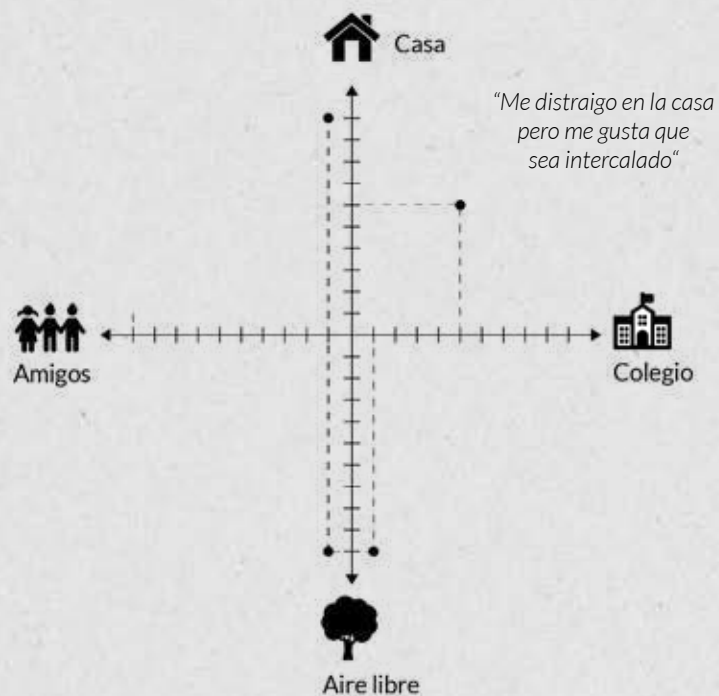 Casa
“Me distraigo en la casa
pero me gusta que
sea intercalado“
Amigos
Colegio
Aire libre